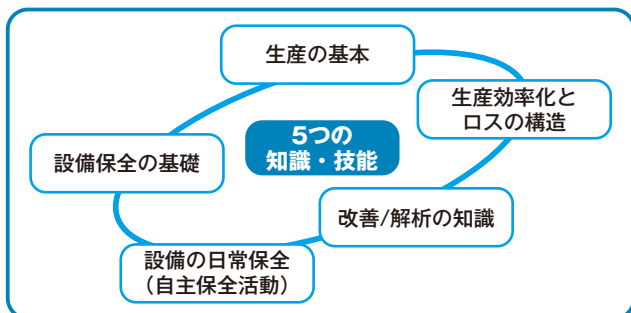 生産の基本
生産効率化と
ロスの構造
5つの
知識・技能
設備保全の基礎
改善/解析の知識
設備の日常保全
（自主保全活動）